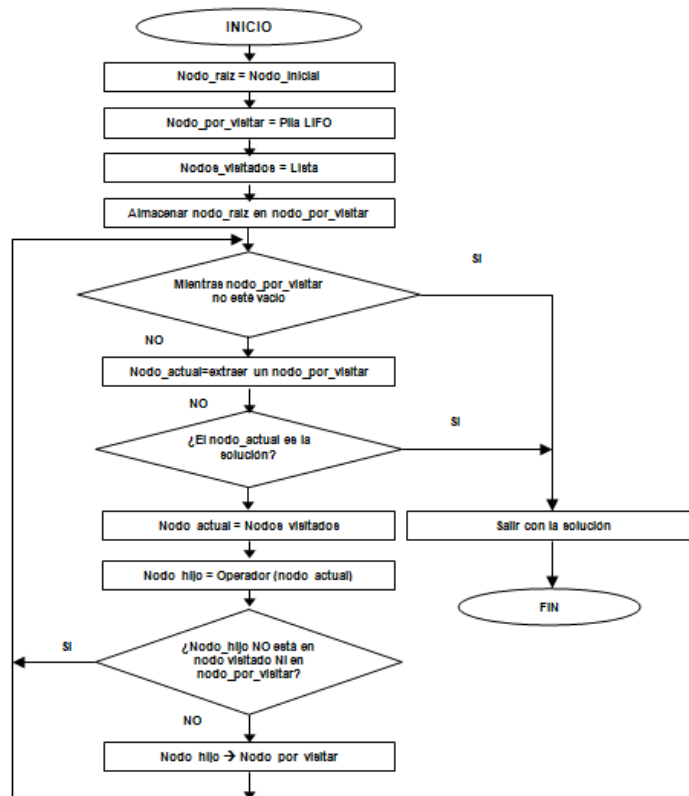 INICIO
Nodo_raiz = Nodo_inicial
Nodo_por_visitar = Pila LIFO
Nodos_visitados = Lista
Almacenar nodo_raiz en nodo_por_visitar
SI
Mientras nodo_por_visitar
no está vacio
NO
Nodo_actual=extraer un nodo_por_visitar
NO
SI
¿El nodo_actual es la
solución?
Nodo actual = Nodos visitados
Salir con la solución
Nodo hijo = Operador (nodo actual)
FIN
SI
¿Nodo_hijo NO está en
nodo visitado NI en
nodo_por_visitar?
NO
Nodo hijo → Nodo por visitar